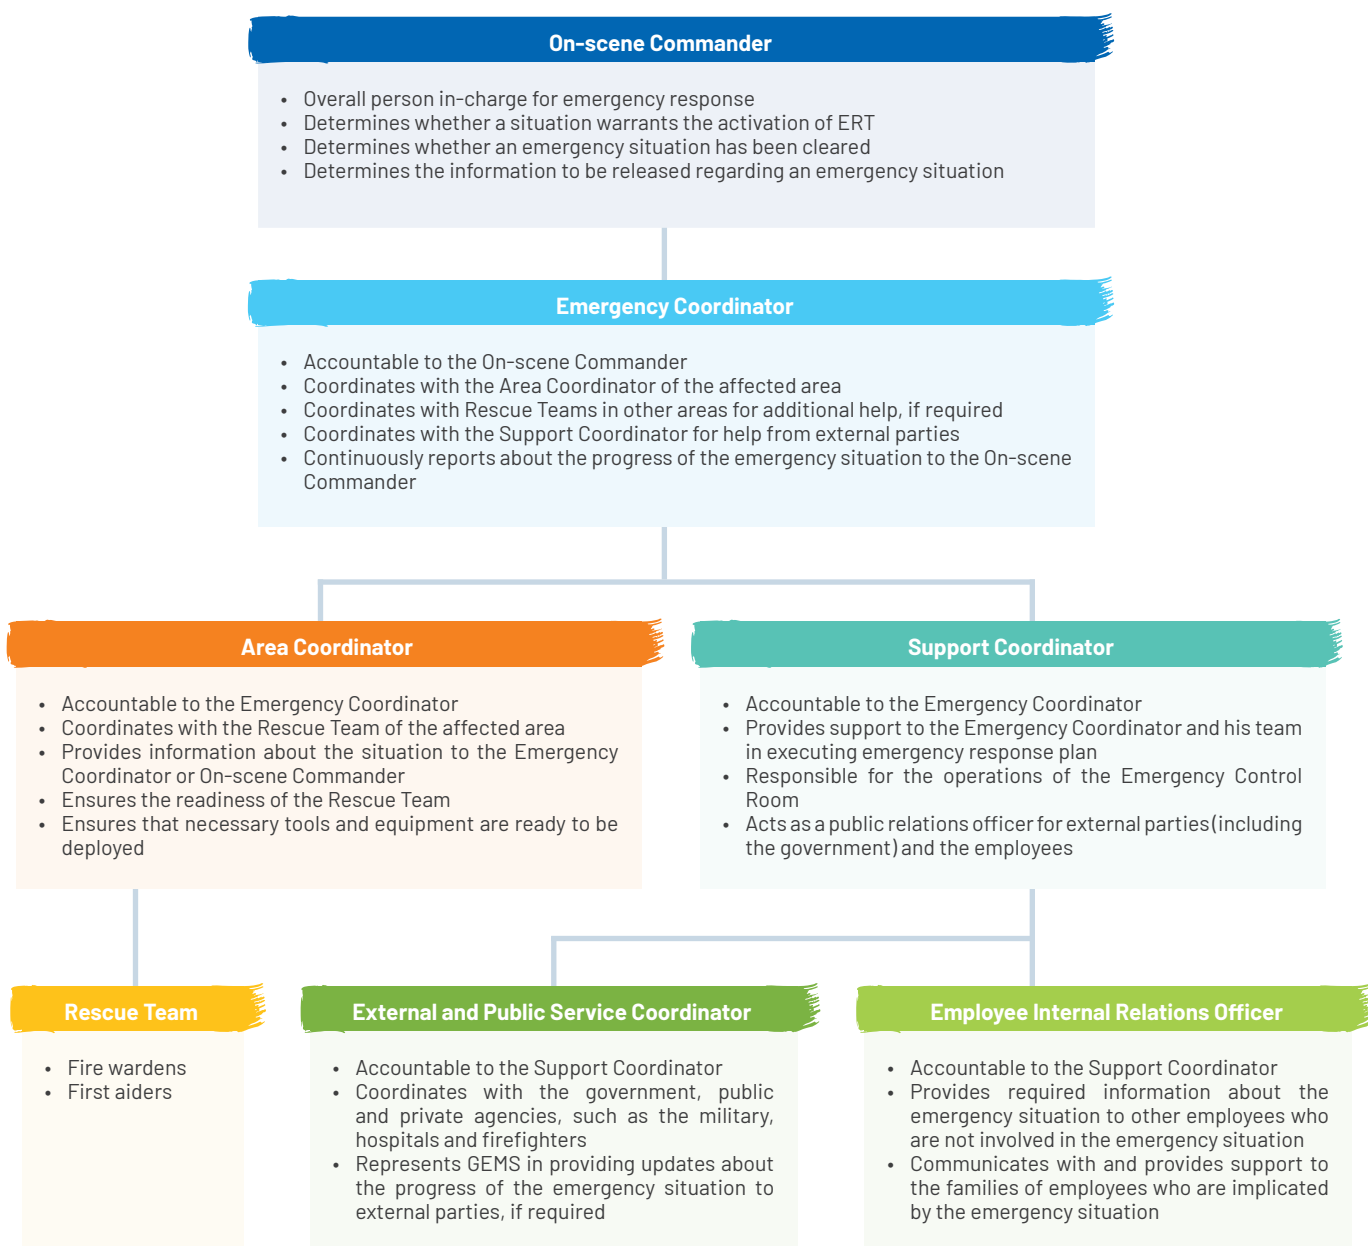 On-scene Commander
• Overall person in-charge for emergency response
• Determines whether a situation warrants the activation of ERT
• Determines whether an emergency situation has been cleared
• Determines the information to be released regarding an emergency situation
Emergency Coordinator
• Accountable to the On-scene Commander
• Coordinates with the Area Coordinator of the affected area
• Coordinates with Rescue Teams in other areas for additional help, if required
• Coordinates with the Support Coordinator for help from external parties
• Continuously reports about the progress of the emergency situation to the On-scene
Commander
Area Coordinator
• Accountable to the Emergency Coordinator
• Coordinates with the Rescue Team of the affected area
• Provides information about the situation to the Emergency
Coordinator or On-scene Commander
• Ensures the readiness of the Rescue Team
• Ensures that necessary tools and equipment are ready to be
deployed
Support Coordinator
• Accountable to the Emergency Coordinator
• Provides support to the Emergency Coordinator and his team
in executing emergency response plan
• Responsible for the operations of the Emergency Control
Room
• Acts as a public relations officer for external parties (including
the government) and the employees
Rescue Team
• Fire wardens
• First aiders
External and Public Service Coordinator
• Accountable to the Support Coordinator
• Coordinates with the government, public
and private agencies, such as the military,
hospitals and firefighters
• Represents GEMS in providing updates about
the progress of the emergency situation to
external parties, if required
Employee Internal Relations Officer
• Accountable to the Support Coordinator
• Provides required information about the
emergency situation to other employees who
are not involved in the emergency situation
• Communicates with and provides support to
the families of employees who are implicated
by the emergency situation